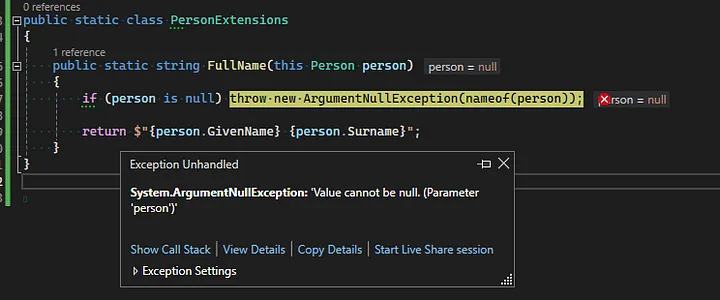 0 references
public static class PersonExtensions
{
1 reference
public static string FullName(this Person person) person = null
{
if (person is null) throw new ArgumentNullException(nameof(person)); person = null
return $"{person.GivenName} {person.Surname}";
}
}
Exception Unhandled
System.ArgumentNullException: 'Value cannot be null. (Parameter
'person')'
Show Call Stack | View Details | Copy Details | Start Live Share session
Exception Settings